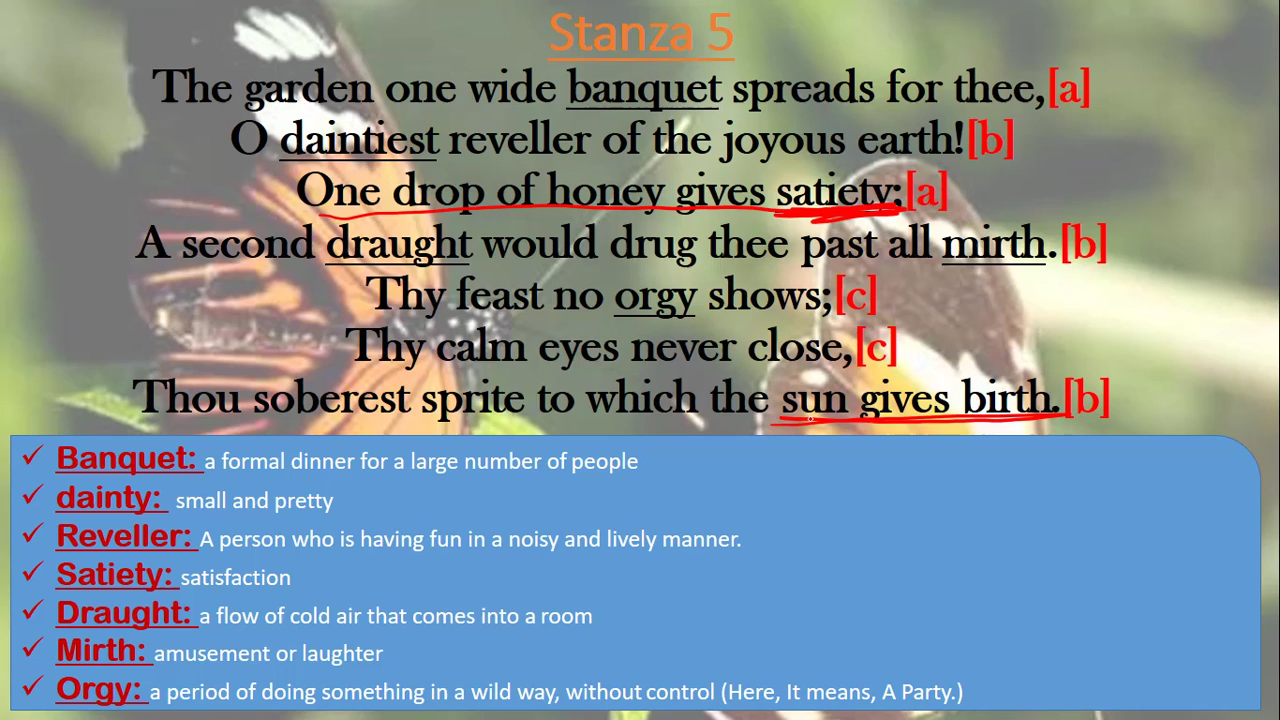 Stanza 5
The garden one wide banquet spreads for thee,[a]
O daintiest reveller of the joyous earth![b]
One drop of honey gives satiety;[a]
A second draught would drug thee past all mirth.[b]
Thy feast no orgy shows;[c]
Thy calm eyes never close,[c]
Thou soberest sprite to which the sun gives birth.[b]
✓ Banquet: a formal dinner for a large number of people
✓ dainty: small and pretty
✓ Reveller: A person who is having fun in a noisy and lively manner.
✓ Satiety: satisfaction
✓ Draught: a flow of cold air that comes into a room
✓ Mirth: amusement or laughter
✓ Orgy: a period of doing something in a wild way, without control (Here, It means, A Party.)